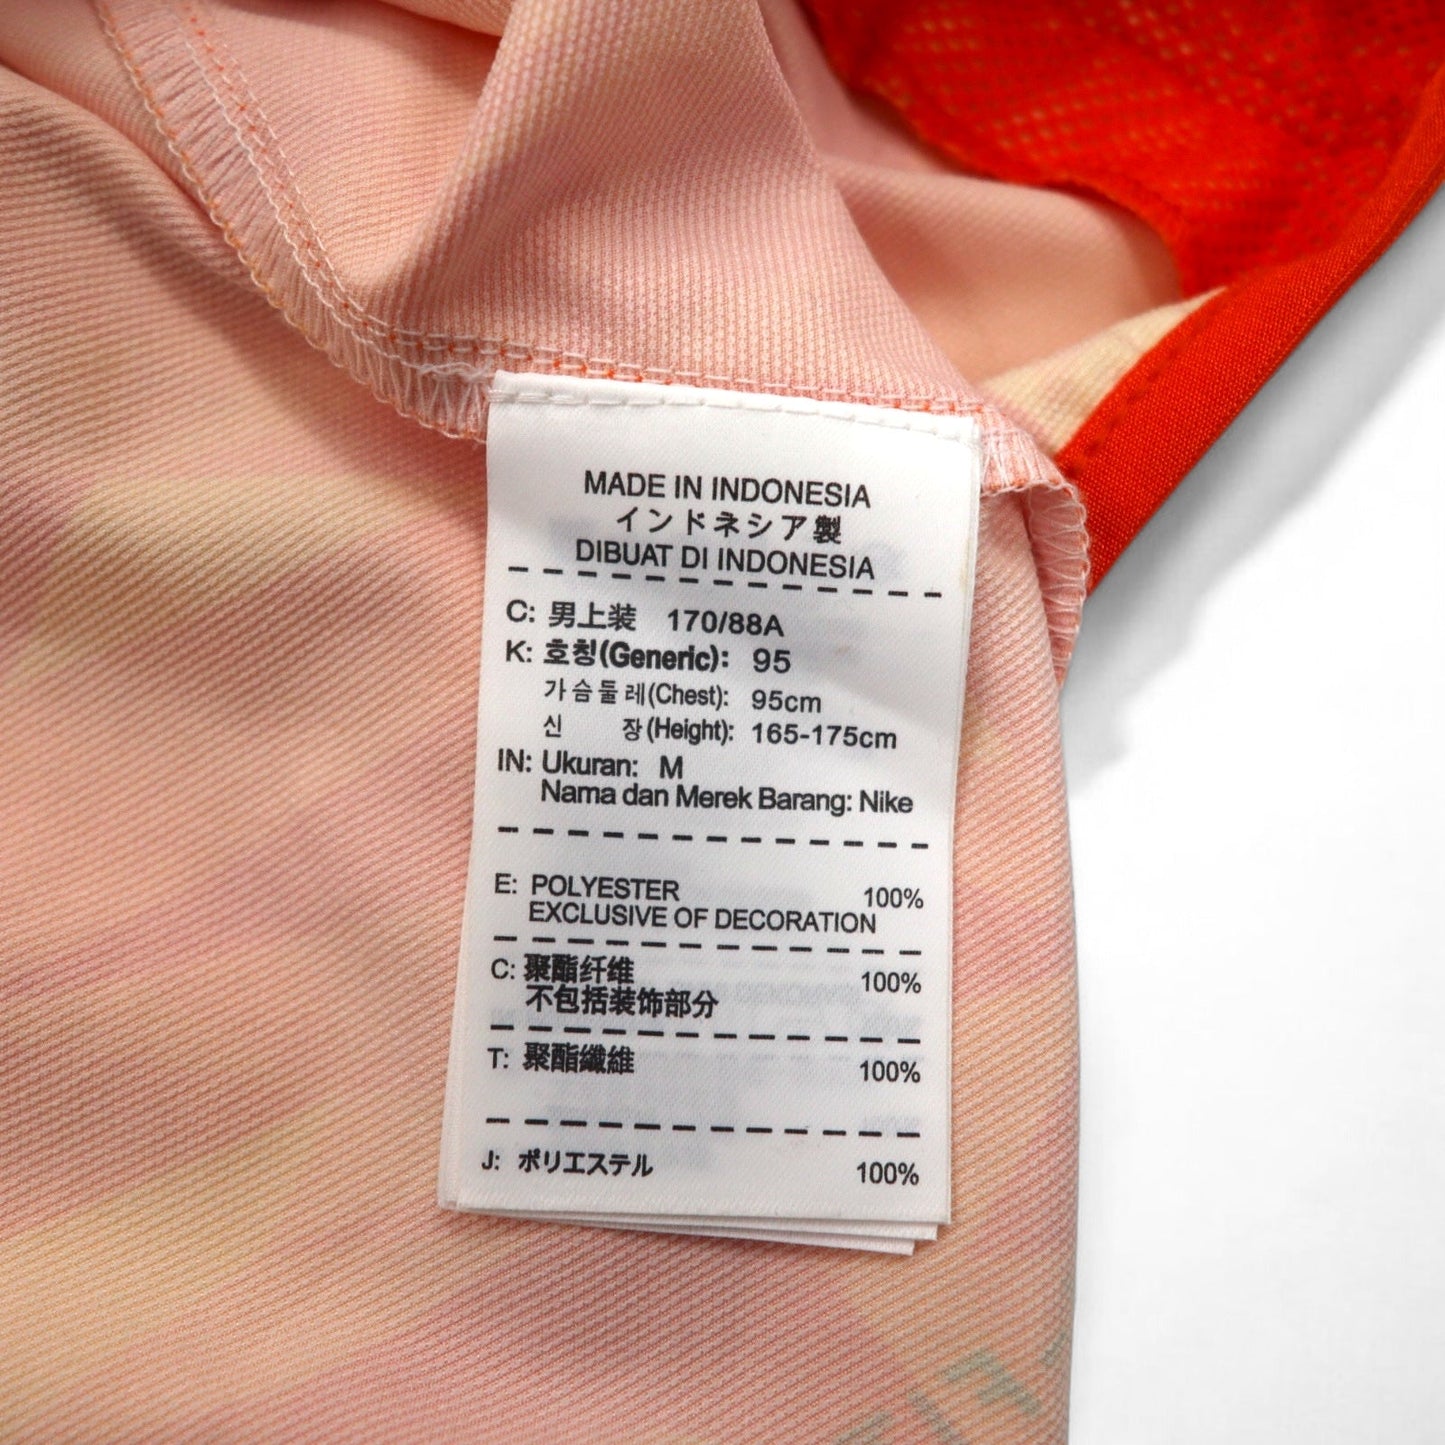 MADE IN INDONESIA
インドネシア製
DIBUAT DI INDONESIA
C: 男上装 170/88A
K: 호칭(Generic): 95
가슴둘레(Chest): 95cm
신 장(Height): 165-175cm
IN: Ukuran: M
Nama dan Merek Barang: Nike
E: POLYESTER 100%
EXCLUSIVE OF DECORATION
C: 聚酯纤维 100%
不包括装饰部分
T: 聚酯纖維 100%
J: ポリエステル 100%